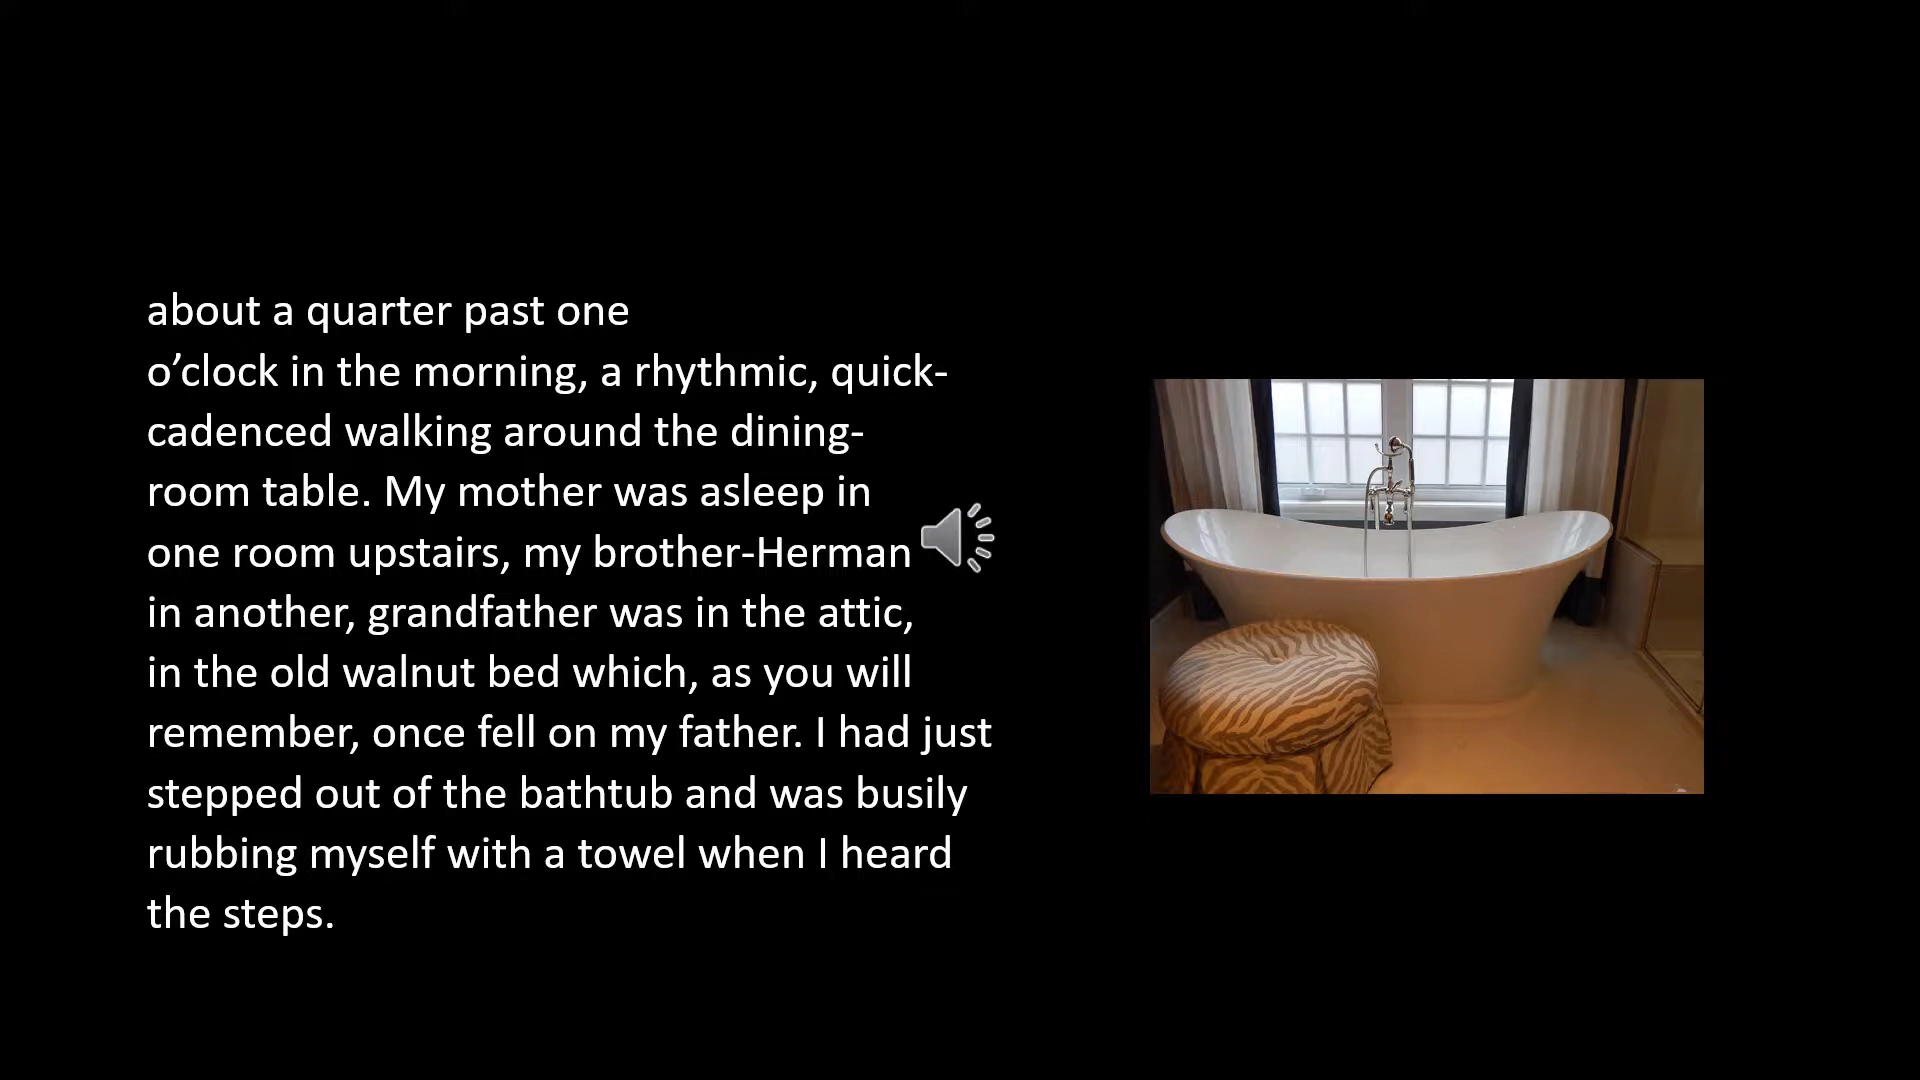 about a quarter past one
o’clock in the morning, a rhythmic, quick-
cadenced walking around the dining-
room table. My mother was asleep in
one room upstairs, my brother-Herman
in another, grandfather was in the attic,
in the old walnut bed which, as you will
remember, once fell on my father. I had just
stepped out of the bathtub and was busily
rubbing myself with a towel when I heard
the steps.